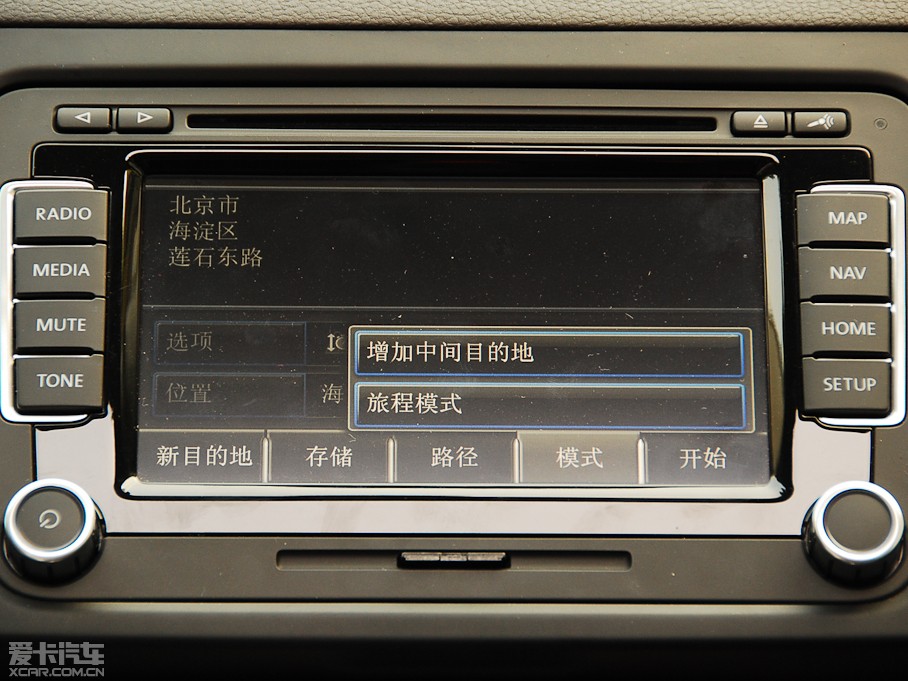 RADIO
MEDIA
MUTE
TONE
北京市
海淀区
莲石东路
选项
位置
海
增加中间目的地
旅程模式
新目的地 存储 路径 模式 开始
MAP
NAV
HOME
SETUP
爱卡汽车
XCAR.COM.CN